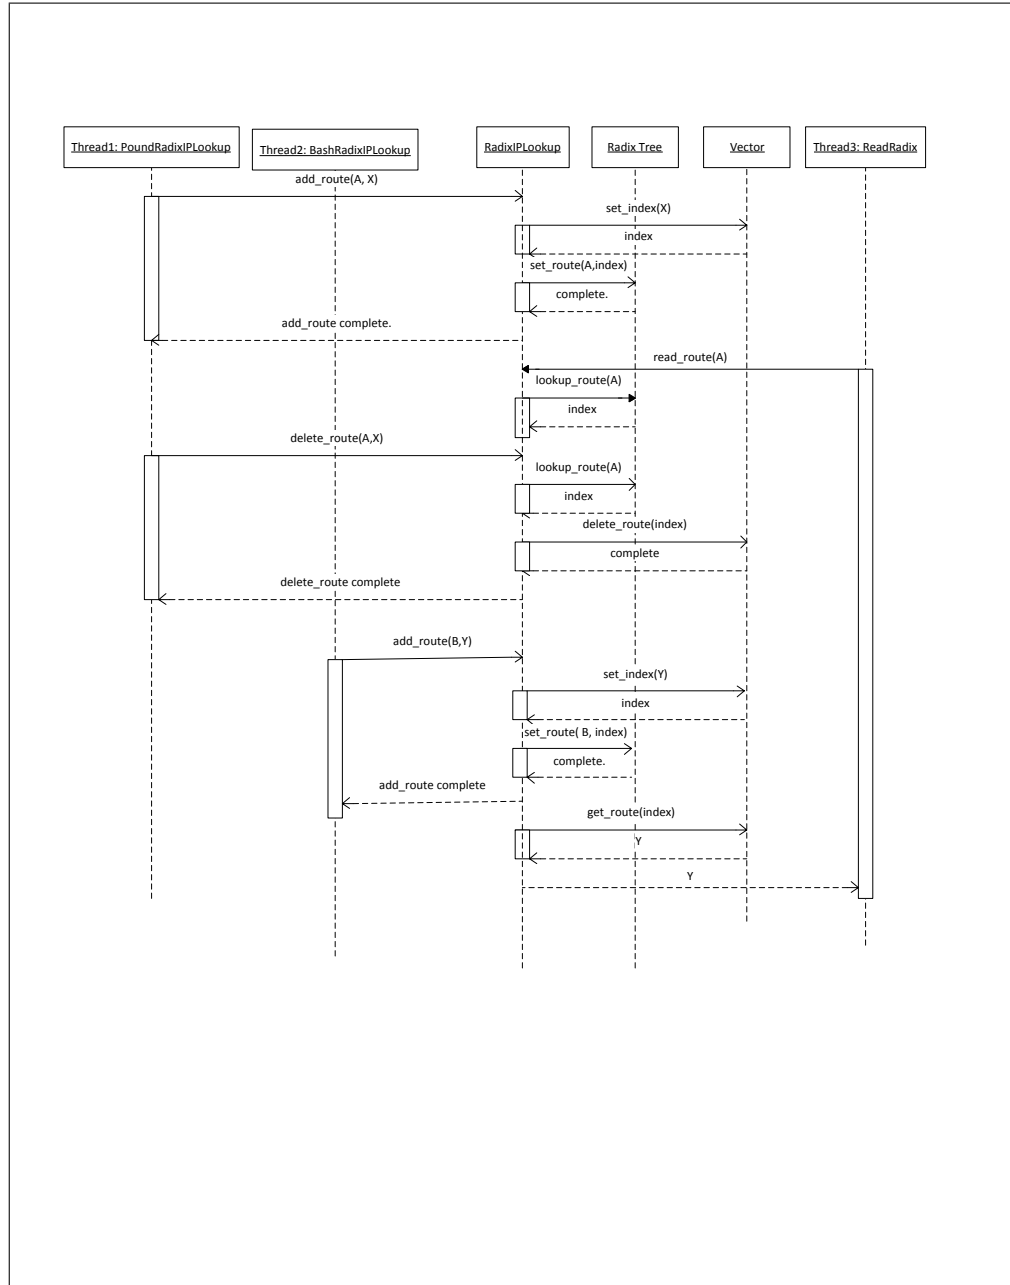 Thread1: PoundRadixIPLookup
Thread2: BashRadixIPLookup
RadixIPLookup
Radix Tree
Vector
Thread3: ReadRadix
add_route(A, X)
set_index(X)
index
set_route(A,index)
complete.
add_route complete.
read_route(A)
lookup_route(A)
index
delete_route(A,X)
lookup_route(A)
index
delete_route(index)
complete
delete_route complete
add_route(B,Y)
set_index(Y)
index
set_route( B, index)
complete.
add_route complete
get_route(index)
Y
Y